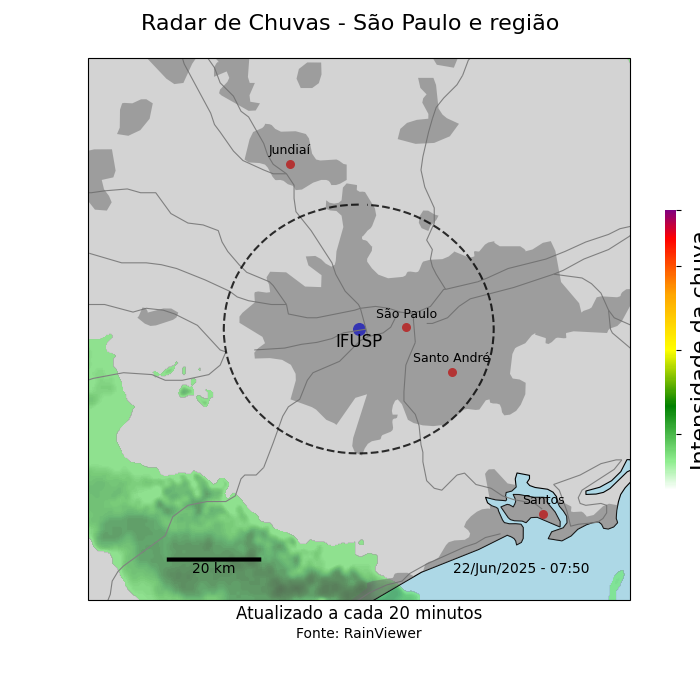 Radar de Chuvas - São Paulo e região
Jundiaí
São Paulo
IFUSP
Santo André
Santos
20 km
22/Jun/2025 - 07:50
Intensidade da chuva
Atualizado a cada 20 minutos
Fonte: RainViewer